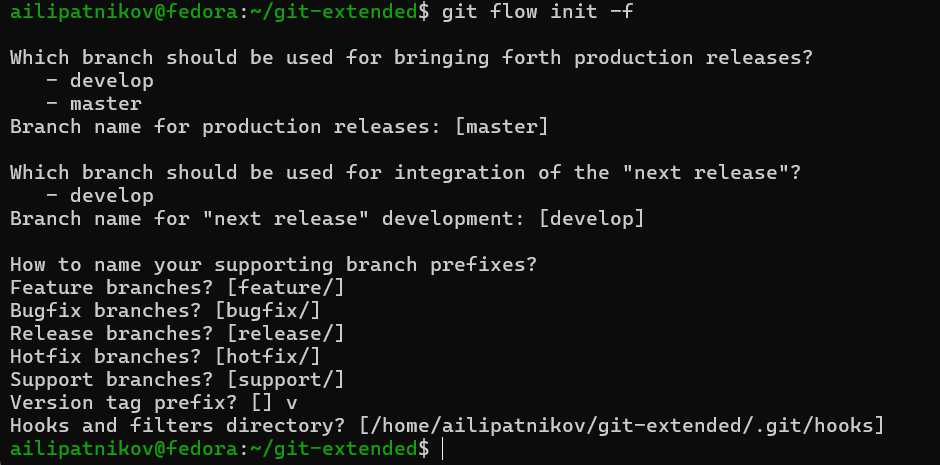 ailipatnikov@fedora:~/git-extended$ git flow init -f

Which branch should be used for bringing forth production releases?
   - develop
   - master
Branch name for production releases: [master]

Which branch should be used for integration of the "next release"?
   - develop
Branch name for "next release" development: [develop]

How to name your supporting branch prefixes?
Feature branches? [feature/]
Bugfix branches? [bugfix/]
Release branches? [release/]
Hotfix branches? [hotfix/]
Support branches? [support/]
Version tag prefix? [] v
Hooks and filters directory? [/home/ailipatnikov/git-extended/.git/hooks]
ailipatnikov@fedora:~/git-extended$